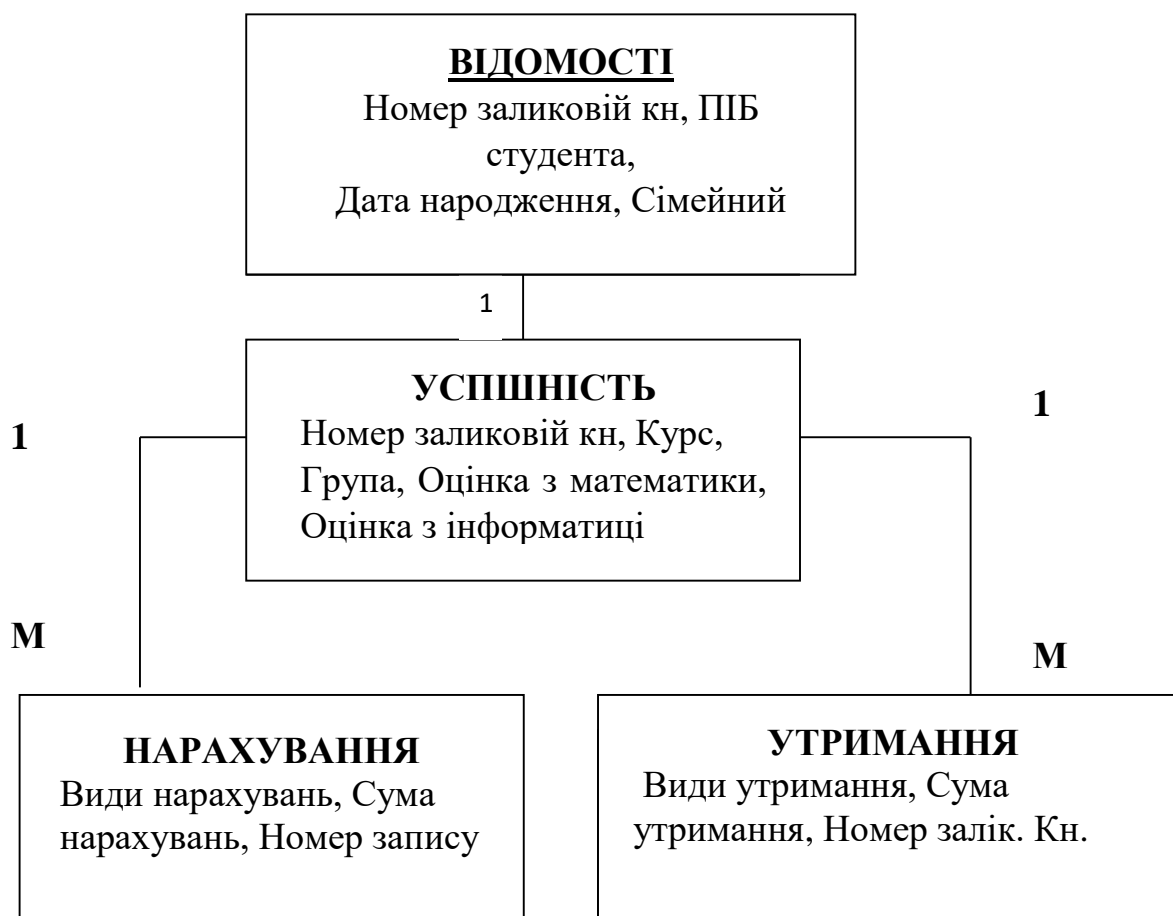 ВІДОМОСТІ
Номер заликовій кн, ПІБ
студента,
Дата народження, Сімейний
1
УСПШНІСТЬ
Номер заликовій кн, Курс,
Група, Оцінка з математики,
Оцінка з інформатиці
1
1
М
М
НАРАХУВАННЯ
Види нарахувань, Сума
нарахувань, Номер запису
УТРИМАННЯ
Види утримання, Сума
утримання, Номер залік. Кн.